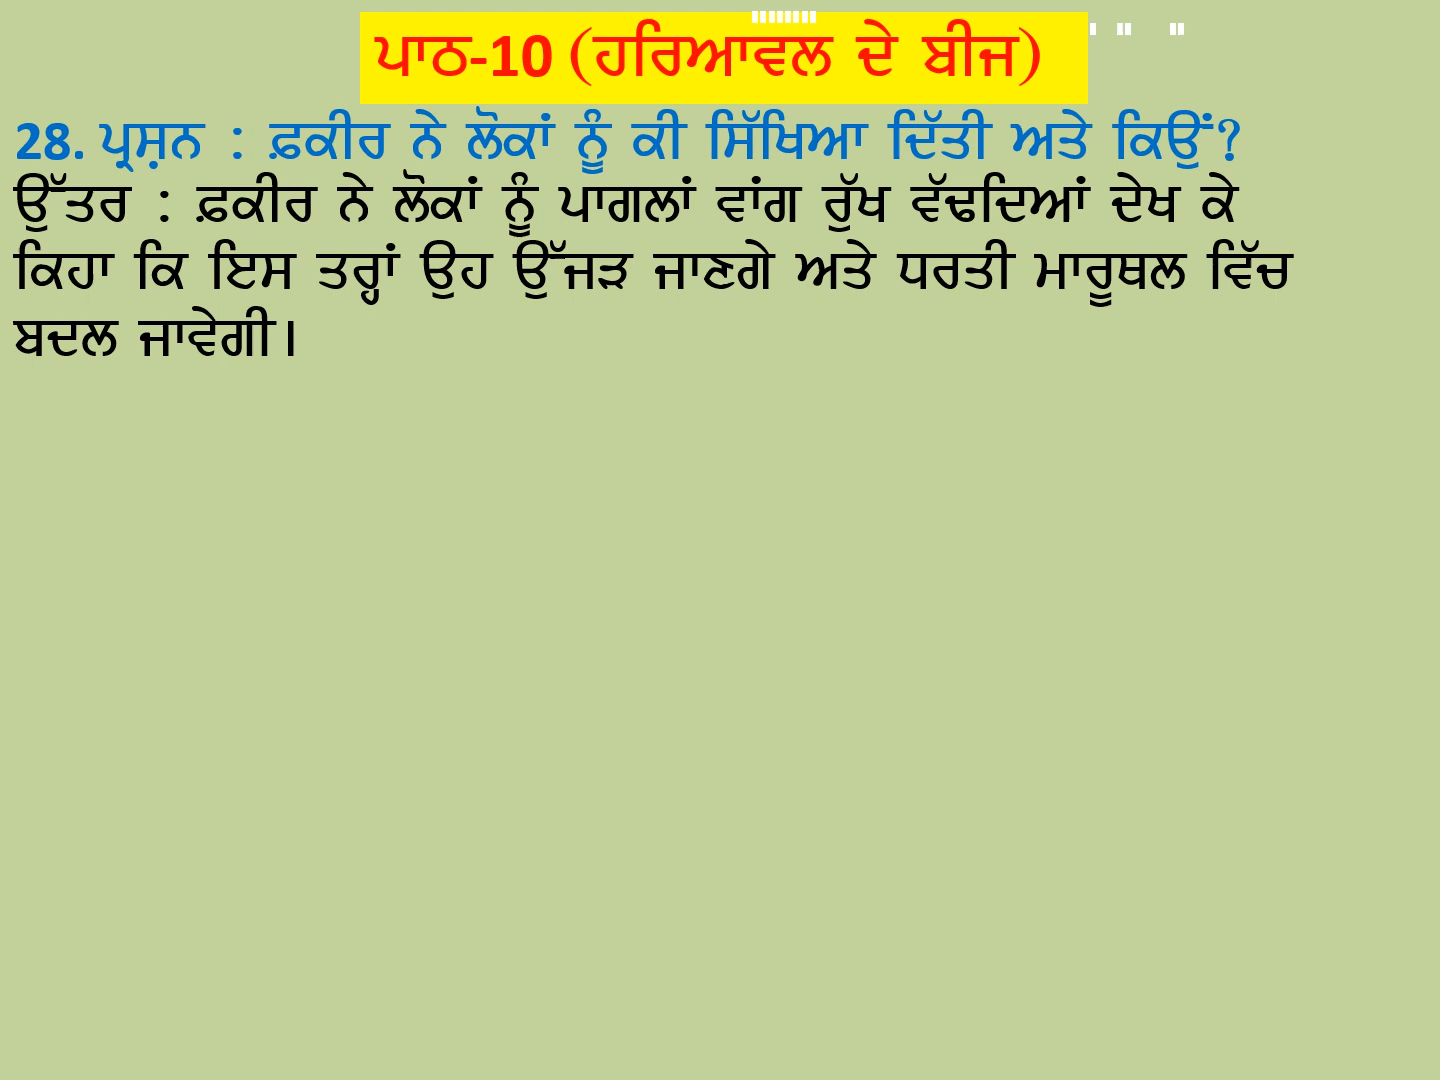 ਪਾਠ-10 (ਹਰਿਆਵਲ ਦੇ ਬੀਜ)
28. ਪ੍ਰਸ਼ਨ : ਫ਼ਕੀਰ ਨੇ ਲੋਕਾਂ ਨੂੰ ਕੀ ਸਿੱਖਿਆ ਦਿੱਤੀ ਅਤੇ ਕਿਉਂ?
ਉੱਤਰ : ਫ਼ਕੀਰ ਨੇ ਲੋਕਾਂ ਨੂੰ ਪਾਗਲਾਂ ਵਾਂਗ ਰੁੱਖ ਵੱਢਦਿਆਂ ਦੇਖ ਕੇ
ਕਿਹਾ ਕਿ ਇਸ ਤਰ੍ਹਾਂ ਉਹ ਉੱਜੜ ਜਾਣਗੇ ਅਤੇ ਧਰਤੀ ਮਾਰੂਥਲ ਵਿੱਚ
ਬਦਲ ਜਾਵੇਗੀ।